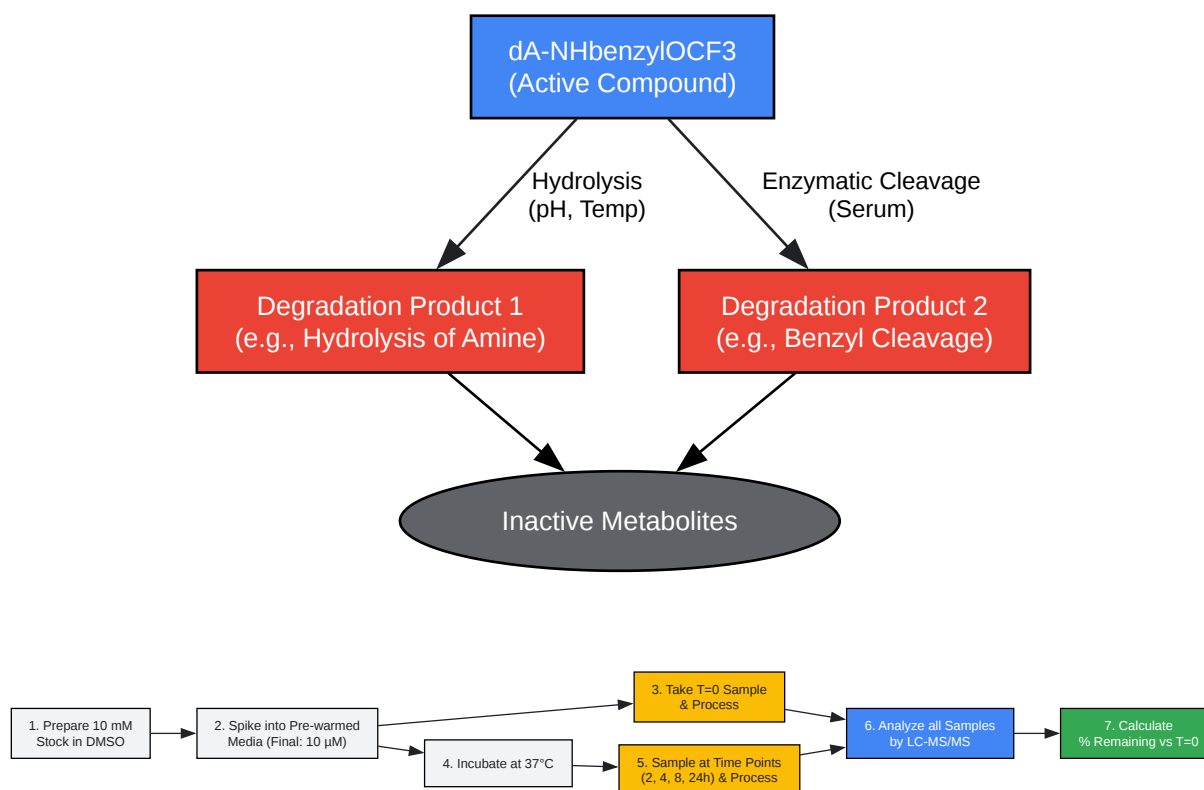 dA-NHbenzylOCF3
(Active Compound)
Hydrolysis
(pH, Temp)
Enzymatic Cleavage
(Serum)
Degradation Product 1
(e.g., Hydrolysis of Amine)
Degradation Product 2
(e.g., Benzyl Cleavage)
Inactive Metabolites
1. Prepare 10 mM
Stock in DMSO
2. Spike into Pre-warmed
Media (Final: 10 µM)
3. Take T=0 Sample
& Process
4. Incubate at 37°C
5. Sample at Time Points
(2, 4, 8, 24h) & Process
6. Analyze all Samples
by LC-MS/MS
7. Calculate
% Remaining vs T=0